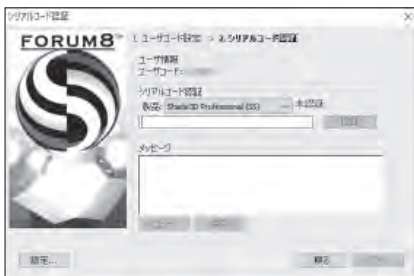 シリアルコード認証
FORUM8
1. ユーザコード設定 -> 2. シリアルコード認証
ユーザ情報
ユーザコード:
シリアルコード認証
製品: Shade3D Professional (SS) 未認証
メッセージ
設定...
戻る